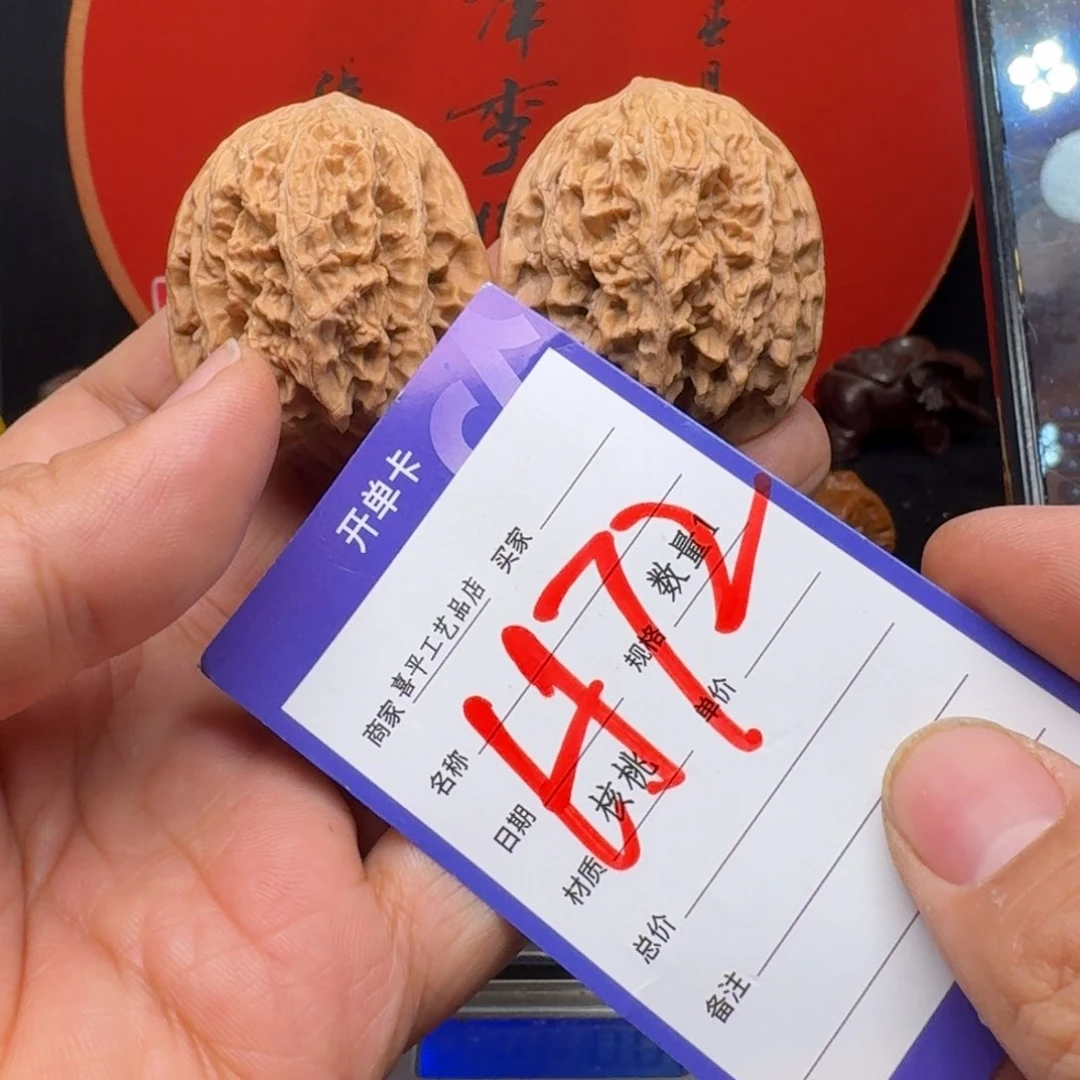 开单卡
商家 喜平工艺品店 买家
名称
日期 规格 数量1
材质 核桃 单价
总价
备注
H72